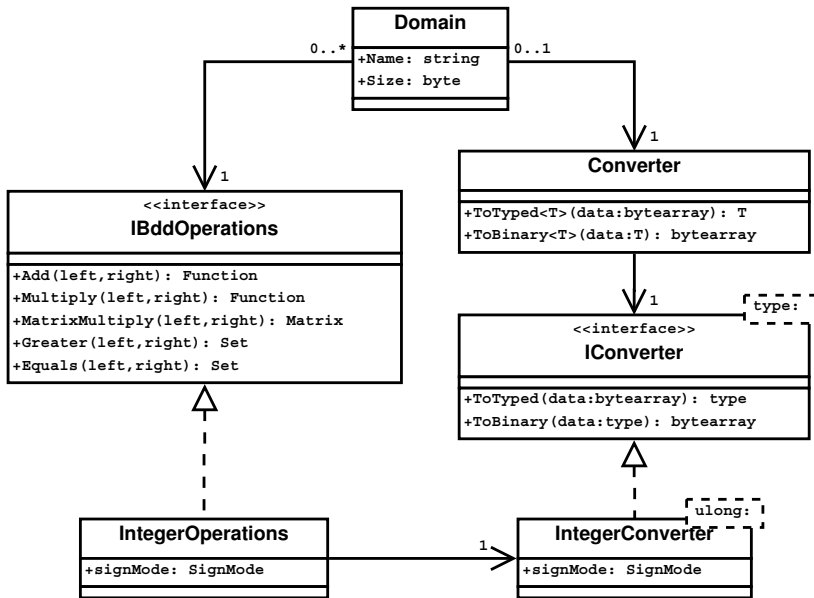 Domain
0..*
+Name: string
0..1
+Size: byte
1
1
Converter
<<interface>>
IBddOperations
+ToTyped<T>(data:bytearray): T
+ToBinary<T>(data:T): bytearray
+Add(left,right): Function
+Multiply(left,right): Function
+MatrixMultiply(left,right): Matrix
+Greater(left,right): Set
+Equals(left,right): Set
1
type:
<<interface>>
IConverter
+ToTyped(data:bytearray): type
+ToBinary(data:type): bytearray
IntegerOperations
+signMode: SignMode
1
ulong:
IntegerConverter
+signMode: SignMode